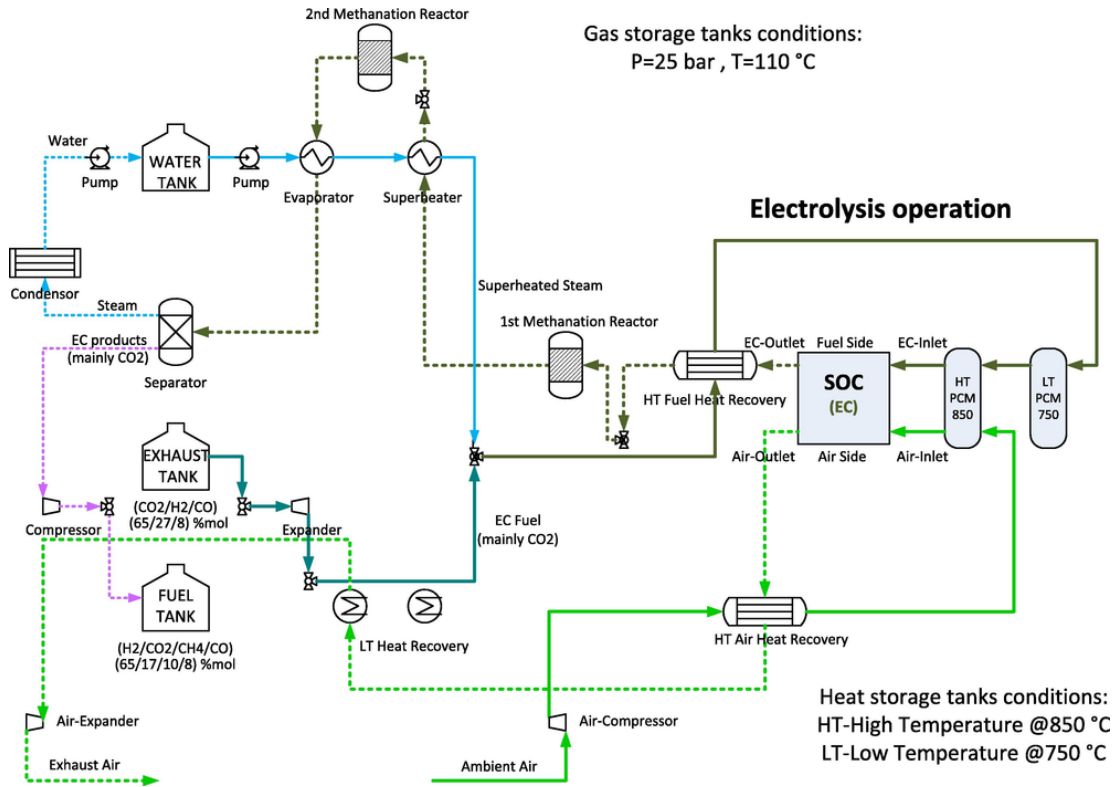 2nd Methanation Reactor
Gas storage tanks conditions:
P=25 bar , T=110 °C
Water
Pump
WATER
TANK
Pump
Evaporator
Superheater
Electrolysis operation
Condensor
Steam
Superheated Steam
EC products
(mainly CO2)
Separator
1st Methanation Reactor
HT Fuel Heat Recovery
EC-Outlet
Fuel Side
EC-Inlet
SOC
(EC)
HT
PCM
850
LT
PCM
750
Air-Outlet
Air Side
Air-Inlet
EXHAUST
TANK
(CO2/H2/CO)
(65/27/8) %mol
Compressor
Expander
EC Fuel
(mainly CO2)
FUEL
TANK
(H2/CO2/CH4/CO)
(65/17/10/8) %mol
LT Heat Recovery
HT Air Heat Recovery
Air-Expander
Exhaust Air
Air-Compressor
Ambient Air
Heat storage tanks conditions:
HT-High Temperature @850 °C
LT-Low Temperature @750 °C